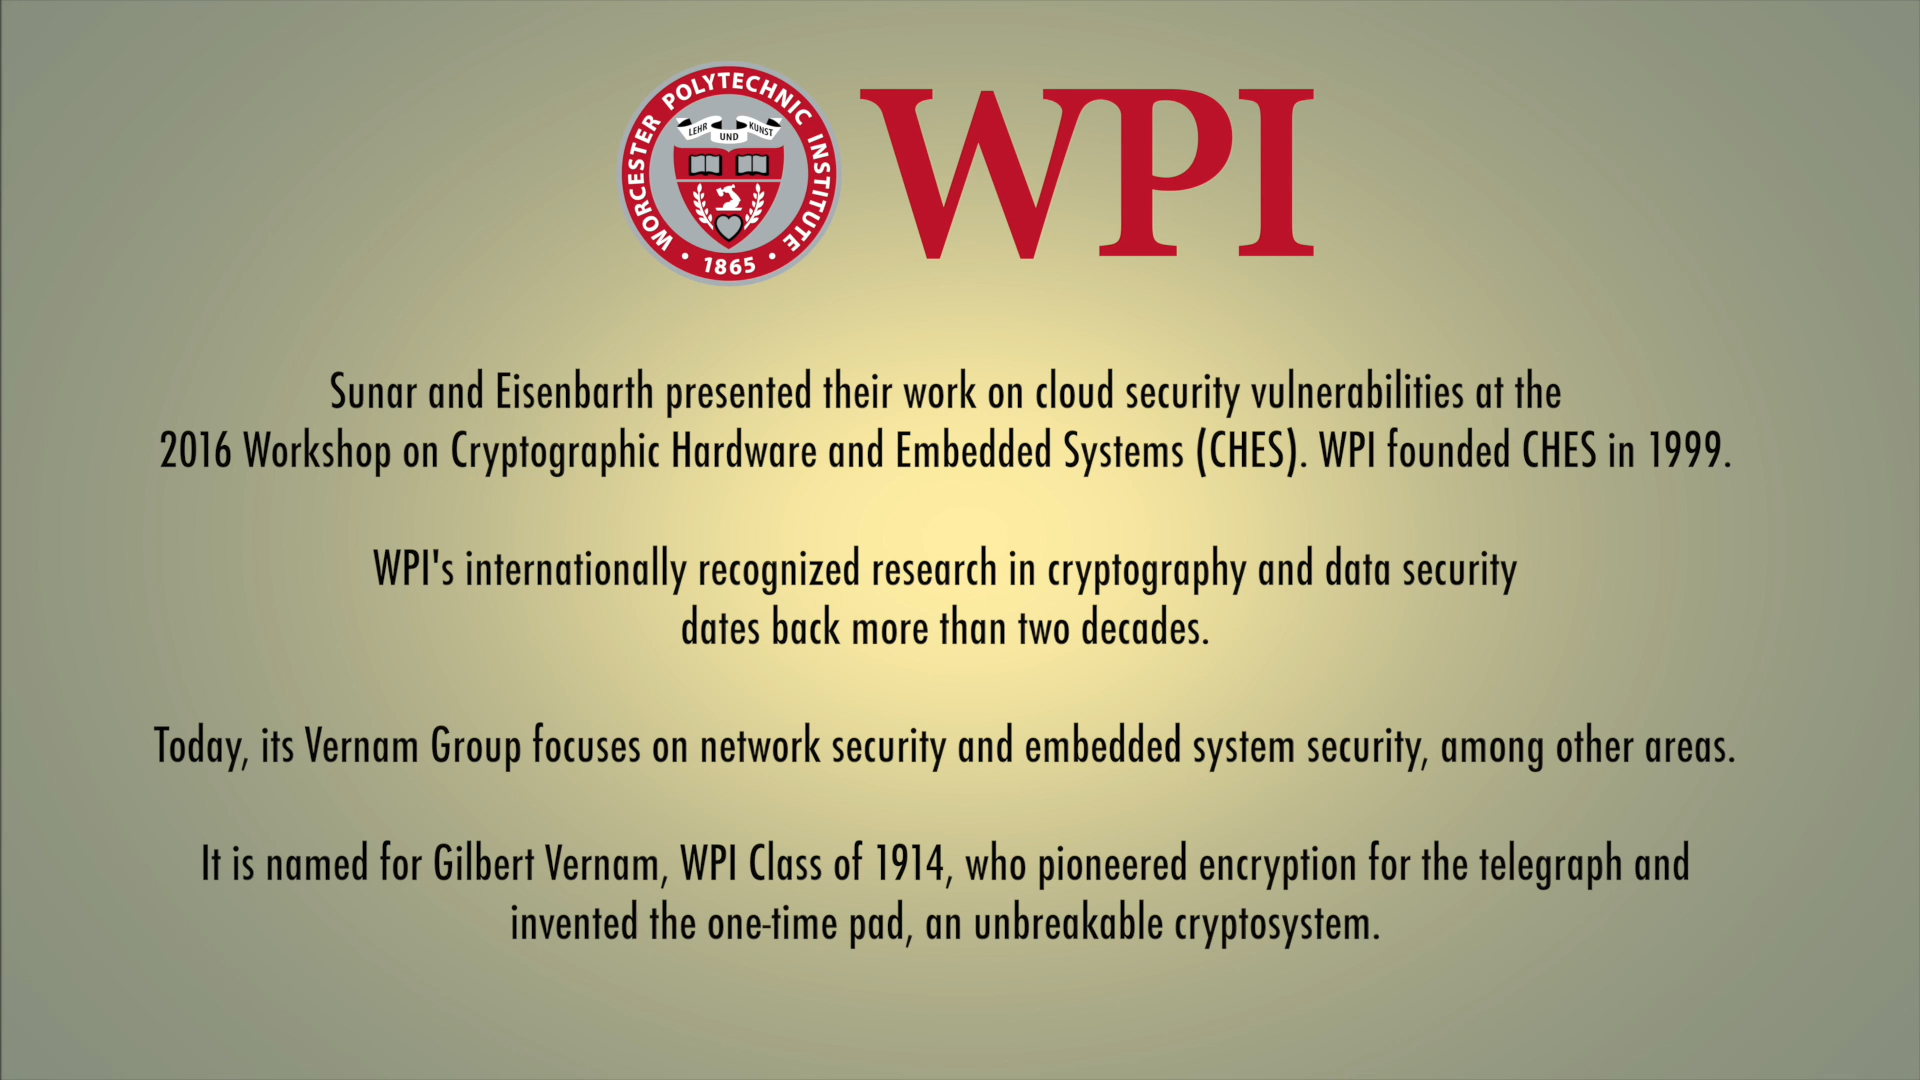 WORCESTER POLYTECHNIC INSTITUTE
LEHR UND KUNST
1865
WPI
Sunar and Eisenbarth presented their work on cloud security vulnerabilities at the
2016 Workshop on Cryptographic Hardware and Embedded Systems (CHES). WPI founded CHES in 1999.
WPI's internationally recognized research in cryptography and data security
dates back more than two decades.
Today, its Vernam Group focuses on network security and embedded system security, among other areas.
It is named for Gilbert Vernam, WPI Class of 1914, who pioneered encryption for the telegraph and
invented the one-time pad, an unbreakable cryptosystem.